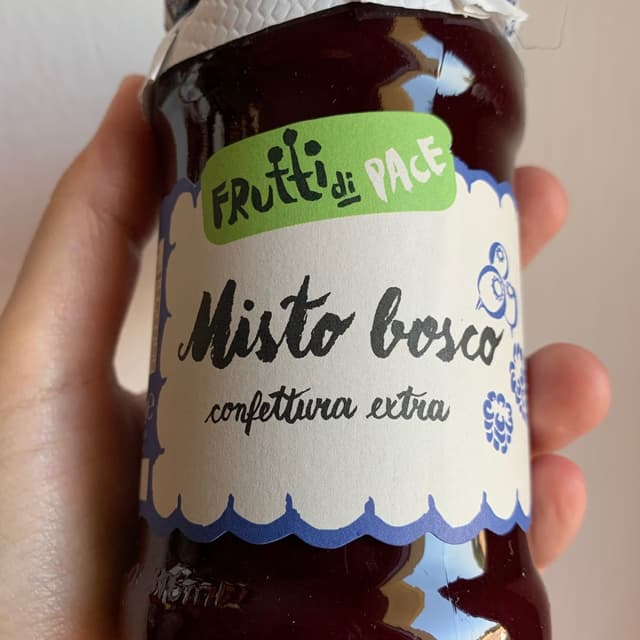 FRUTTI di PACE
Misto bosco
confettura extra